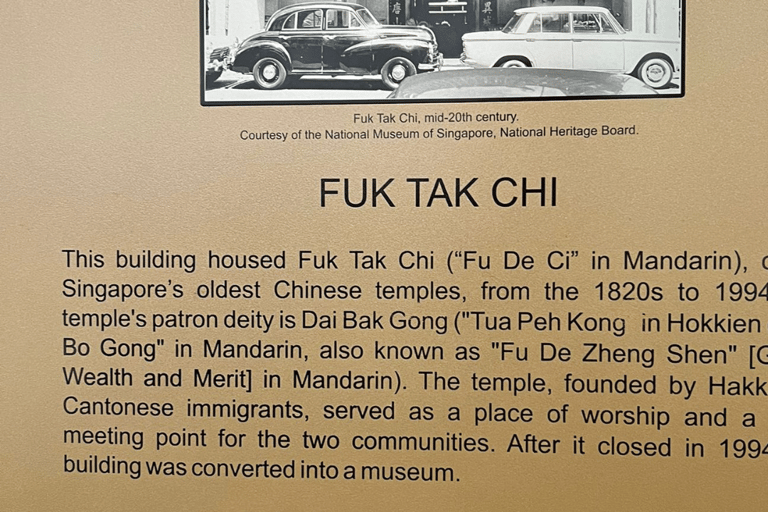 Fuk Tak Chi, mid-20th century.
Courtesy of the National Museum of Singapore, National Heritage Board.
FUK TAK CHI
This building housed Fuk Tak Chi (“Fu De Ci” in Mandarin),
Singapore’s oldest Chinese temples, from the 1820s to 1994
temple's patron deity is Dai Bak Gong ("Tua Peh Kong in Hokkien
Bo Gong" in Mandarin, also known as "Fu De Zheng Shen" [G
Wealth and Merit] in Mandarin). The temple, founded by Hakk
Cantonese immigrants, served as a place of worship and a
meeting point for the two communities. After it closed in 1994
building was converted into a museum.